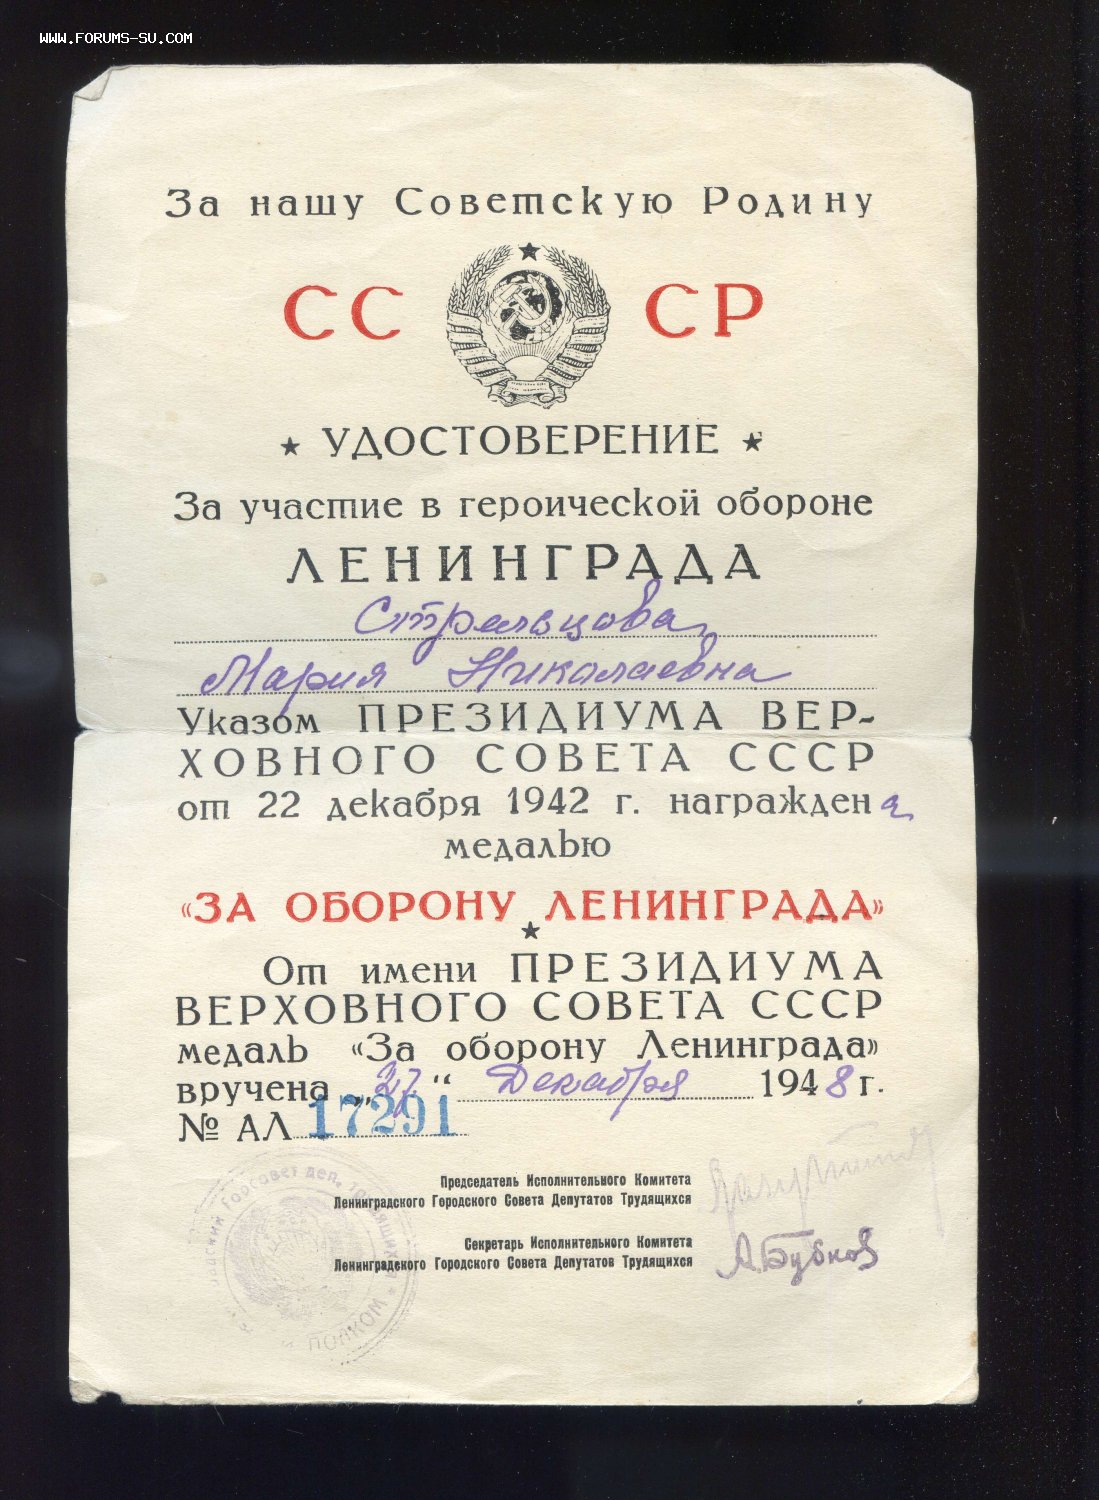 WWW.FORUMS-SU.COM
За нашу Советскую Родину
СС СР
★ УДОСТОВЕРЕНИЕ ★
За участие в героической обороне
ЛЕНИНГРАДА
Стрельцова
Мария Николаевна
Указом ПРЕЗИДИУМА ВЕР-
ХОВНОГО СОВЕТА СССР
от 22 декабря 1942 г. награждена
медалью
«ЗА ОБОРОНУ ЛЕНИНГРАДА»
★
От имени ПРЕЗИДИУМА
ВЕРХОВНОГО СОВЕТА СССР
медаль «За оборону Ленинграда»
вручена „27“ Декабря 1948 г.
№ АЛ 17291
Председатель Исполнительного Комитета
Ленинградского Городского Совета Депутатов Трудящихся
Секретарь Исполнительного Комитета
Ленинградского Городского Совета Депутатов Трудящихся
А.Бубнов
горсовет деп. трудящихся